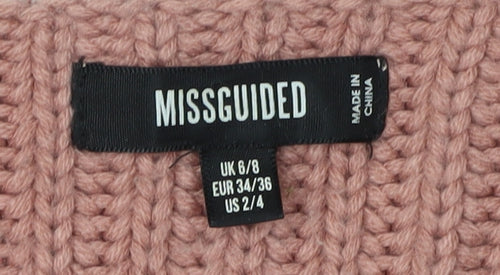 MISSGUIDED
MADE IN
CHINA
UK 6/8
EUR 34/36
US 2/4